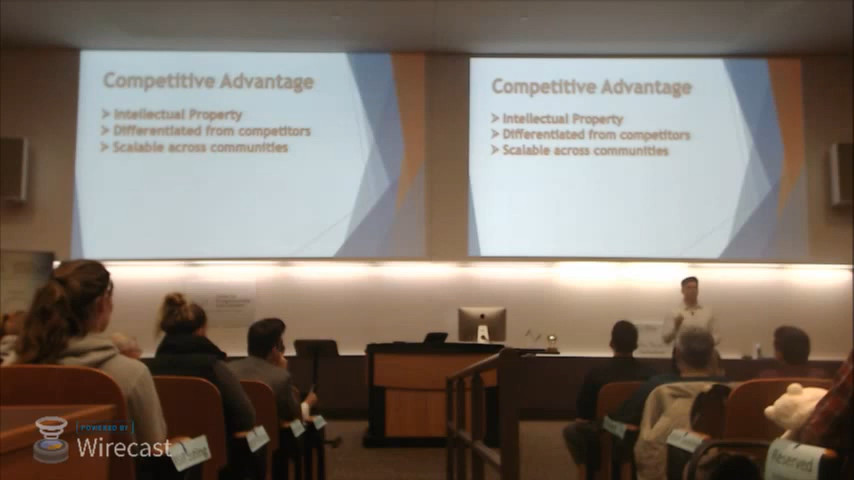 Competitive Advantage
➢ Intellectual Property
➢ Differentiated from competitors
➢ Scalable across communities
Competitive Advantage
➢ Intellectual Property
➢ Differentiated from competitors
➢ Scalable across communities
POWERED BY
Wirecast
Reserved